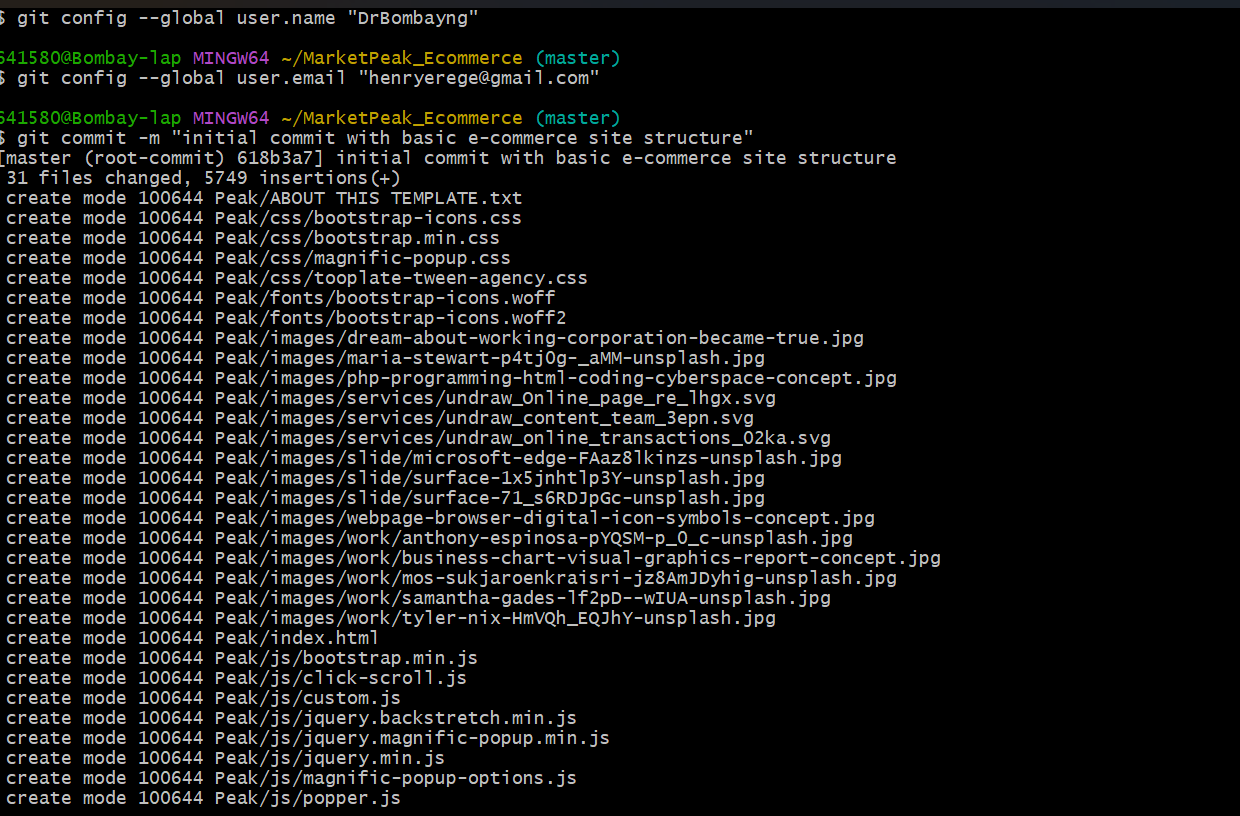 $ git config --global user.name "DrBombayng"
641580@Bombay-lap MINGW64 ~/MarketPeak_Ecommerce (master)
$ git config --global user.email "henryerege@gmail.com"
641580@Bombay-lap MINGW64 ~/MarketPeak_Ecommerce (master)
$ git commit -m "initial commit with basic e-commerce site structure"
[master (root-commit) 618b3a7] initial commit with basic e-commerce site structure
31 files changed, 5749 insertions(+)
create mode 100644 Peak/ABOUT THIS TEMPLATE.txt
create mode 100644 Peak/css/bootstrap-icons.css
create mode 100644 Peak/css/bootstrap.min.css
create mode 100644 Peak/css/magnific-popup.css
create mode 100644 Peak/css/tooplate-tween-agency.css
create mode 100644 Peak/fonts/bootstrap-icons.woff
create mode 100644 Peak/fonts/bootstrap-icons.woff2
create mode 100644 Peak/images/dream-about-working-corporation-became-true.jpg
create mode 100644 Peak/images/maria-stewart-p4tj0g-_aMM-unsplash.jpg
create mode 100644 Peak/images/php-programming-html-coding-cyberspace-concept.jpg
create mode 100644 Peak/images/services/undraw_Online_page_re_lhgx.svg
create mode 100644 Peak/images/services/undraw_content_team_3epn.svg
create mode 100644 Peak/images/services/undraw_online_transactions_02ka.svg
create mode 100644 Peak/images/slide/microsoft-edge-FAaz8lkinzs-unsplash.jpg
create mode 100644 Peak/images/slide/surface-1x5jnhtlp3Y-unsplash.jpg
create mode 100644 Peak/images/slide/surface-71_s6RDJpGc-unsplash.jpg
create mode 100644 Peak/images/webpage-browser-digital-icon-symbols-concept.jpg
create mode 100644 Peak/images/work/anthony-espinosa-pYQSM-p_O_c-unsplash.jpg
create mode 100644 Peak/images/work/business-chart-visual-graphics-report-concept.jpg
create mode 100644 Peak/images/work/mos-sukjaroenkraisri-jz8AmJDyhig-unsplash.jpg
create mode 100644 Peak/images/work/samantha-gades-lf2pD--wIUA-unsplash.jpg
create mode 100644 Peak/images/work/tyler-nix-HmVQh_EQJhY-unsplash.jpg
create mode 100644 Peak/index.html
create mode 100644 Peak/js/bootstrap.min.js
create mode 100644 Peak/js/click-scroll.js
create mode 100644 Peak/js/custom.js
create mode 100644 Peak/js/jquery.backstretch.min.js
create mode 100644 Peak/js/jquery.magnific-popup.min.js
create mode 100644 Peak/js/jquery.min.js
create mode 100644 Peak/js/magnific-popup-options.js
create mode 100644 Peak/js/popper.js